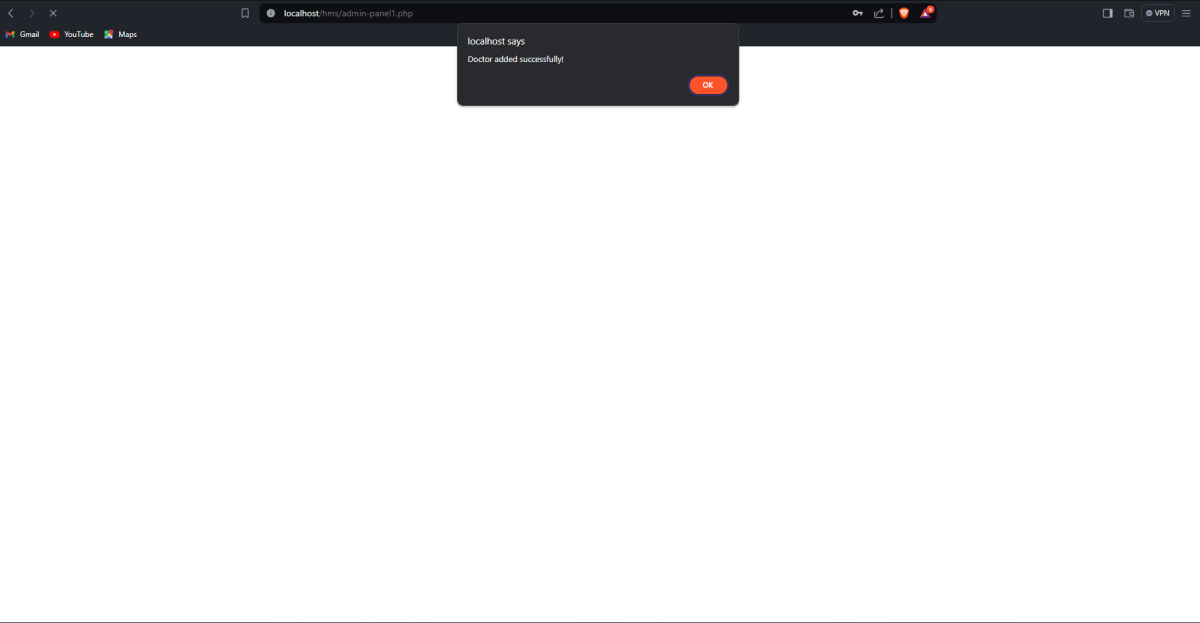 localhost/hms/admin-panel1.php
VPN
Gmail
YouTube
Maps
localhost says
Doctor added successfully!
OK